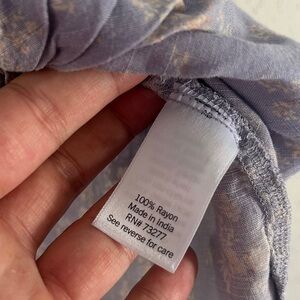 100% Rayon
Made in India
RN# 73277
See reverse for care